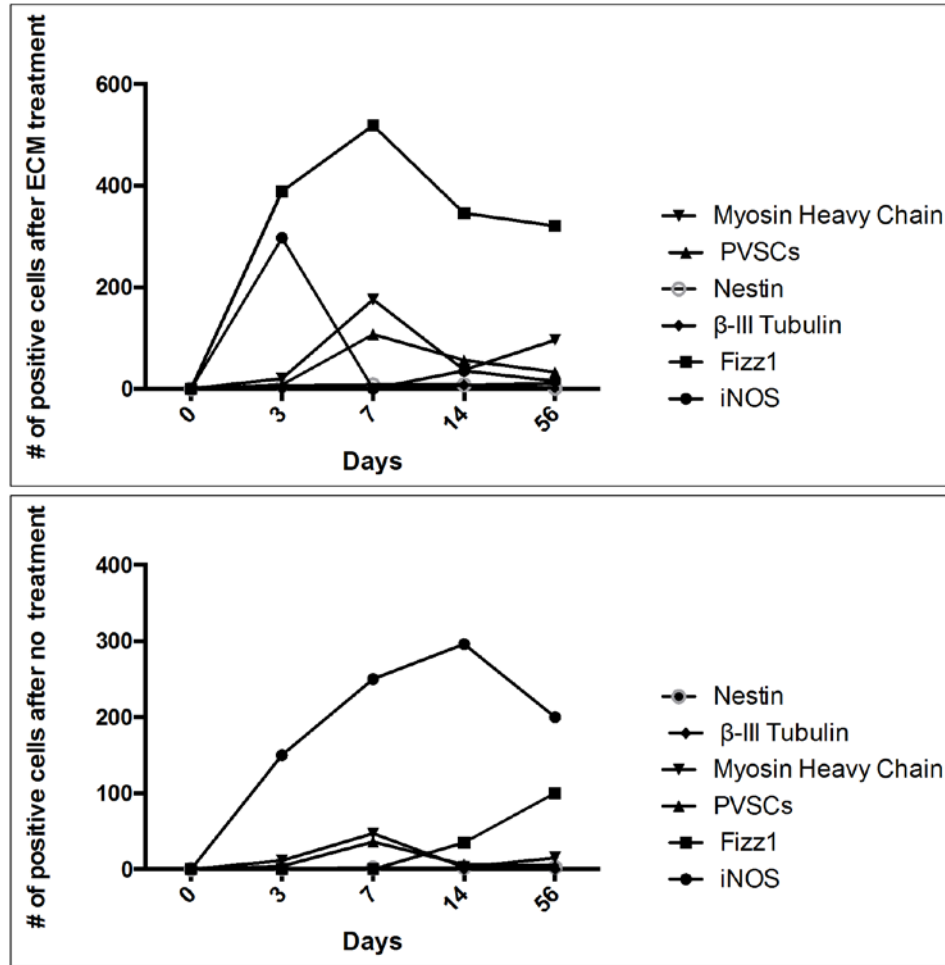 # of positive cells after ECM treatment
600
400
200
0
0
3
7
14
56
Days
Myosin Heavy Chain
PVSCs
Nestin
β-III Tubulin
Fizz1
iNOS
# of positive cells after no treatment
400
300
200
100
0
0
3
7
14
56
Days
Nestin
β-III Tubulin
Myosin Heavy Chain
PVSCs
Fizz1
iNOS